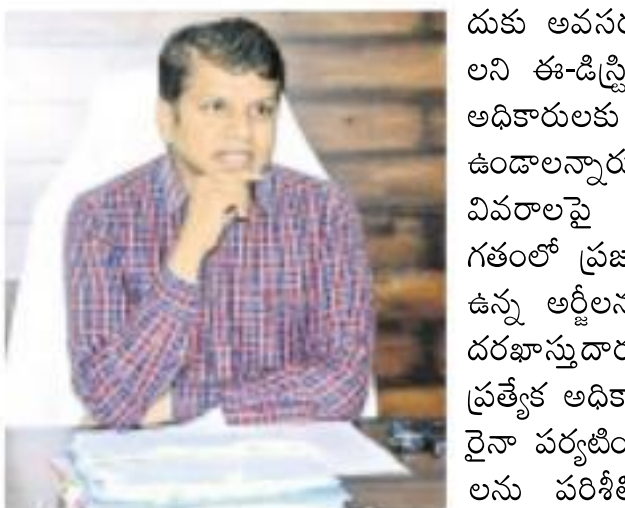 దుకు అవసర
లని ఈ-డిస్ట్రి
అధికారులకు
ఉండాలన్నారు
వివరాలపై
గతంలో ప్రజ
ఉన్న అర్జీలన
దరఖాస్తుదార
ప్రత్యేక అధికా
రైనా పర్యటిం
లను పరిశీలి